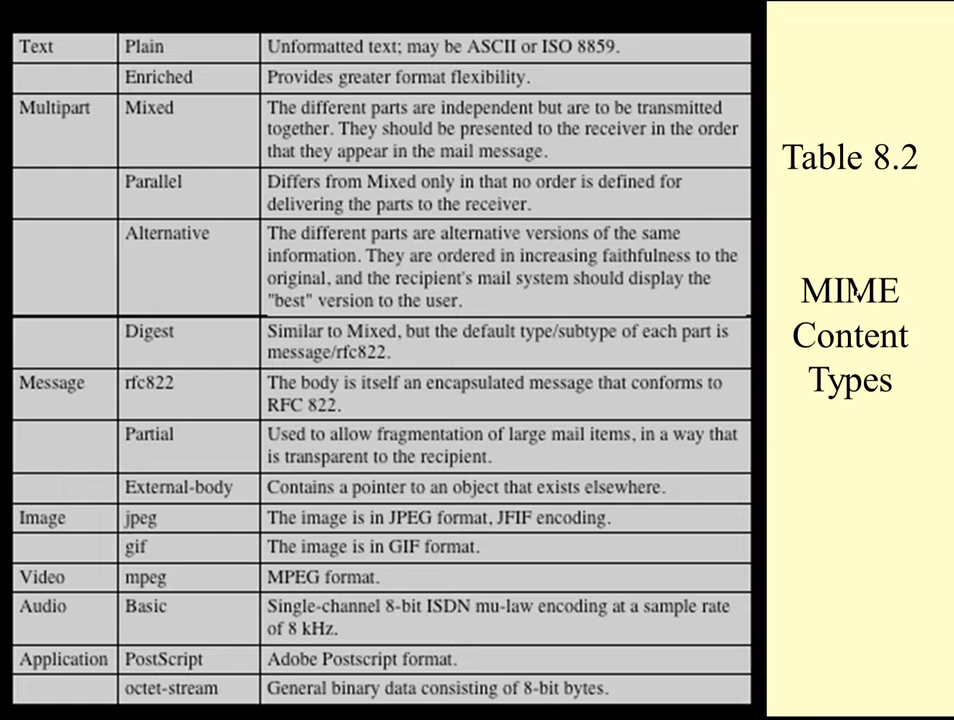 Text Plain Unformatted text; may be ASCII or ISO 8859.
Enriched Provides greater format flexibility.
Multipart Mixed The different parts are independent but are to be transmitted
together. They should be presented to the receiver in the order
that they appear in the mail message.
Parallel Differs from Mixed only in that no order is defined for
delivering the parts to the receiver.
Alternative The different parts are alternative versions of the same
information. They are ordered in increasing faithfulness to the
original, and the recipient's mail system should display the
"best" version to the user.
Digest Similar to Mixed, but the default type/subtype of each part is
message/rfc822.
Message rfc822 The body is itself an encapsulated message that conforms to
RFC 822.
Partial Used to allow fragmentation of large mail items, in a way that
is transparent to the recipient.
External-body Contains a pointer to an object that exists elsewhere.
Image jpeg The image is in JPEG format, JFIF encoding.
gif The image is in GIF format.
Video mpeg MPEG format.
Audio Basic Single-channel 8-bit ISDN mu-law encoding at a sample rate
of 8 kHz.
Application PostScript Adobe Postscript format.
octet-stream General binary data consisting of 8-bit bytes.
Table 8.2
MIME
Content
Types